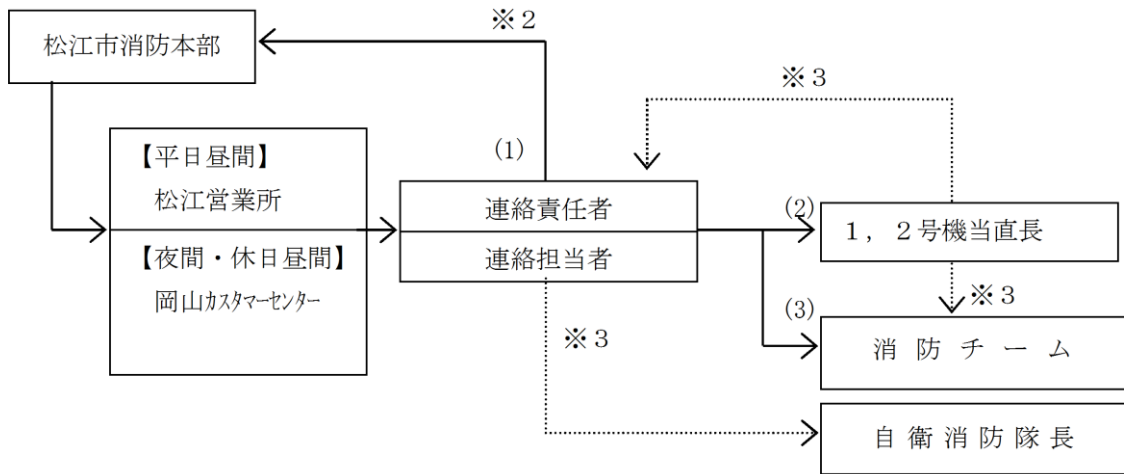 ※２
松江市消防本部
※３
【平日昼間】
松江営業所
(1)
連絡責任者
(2)
１，２号機当直長
【夜間・休日昼間】
岡山ｶｽﾀﾏｰｾﾝﾀｰ
連絡担当者
※３
(3)
※３
消防チーム
自衛消防隊長